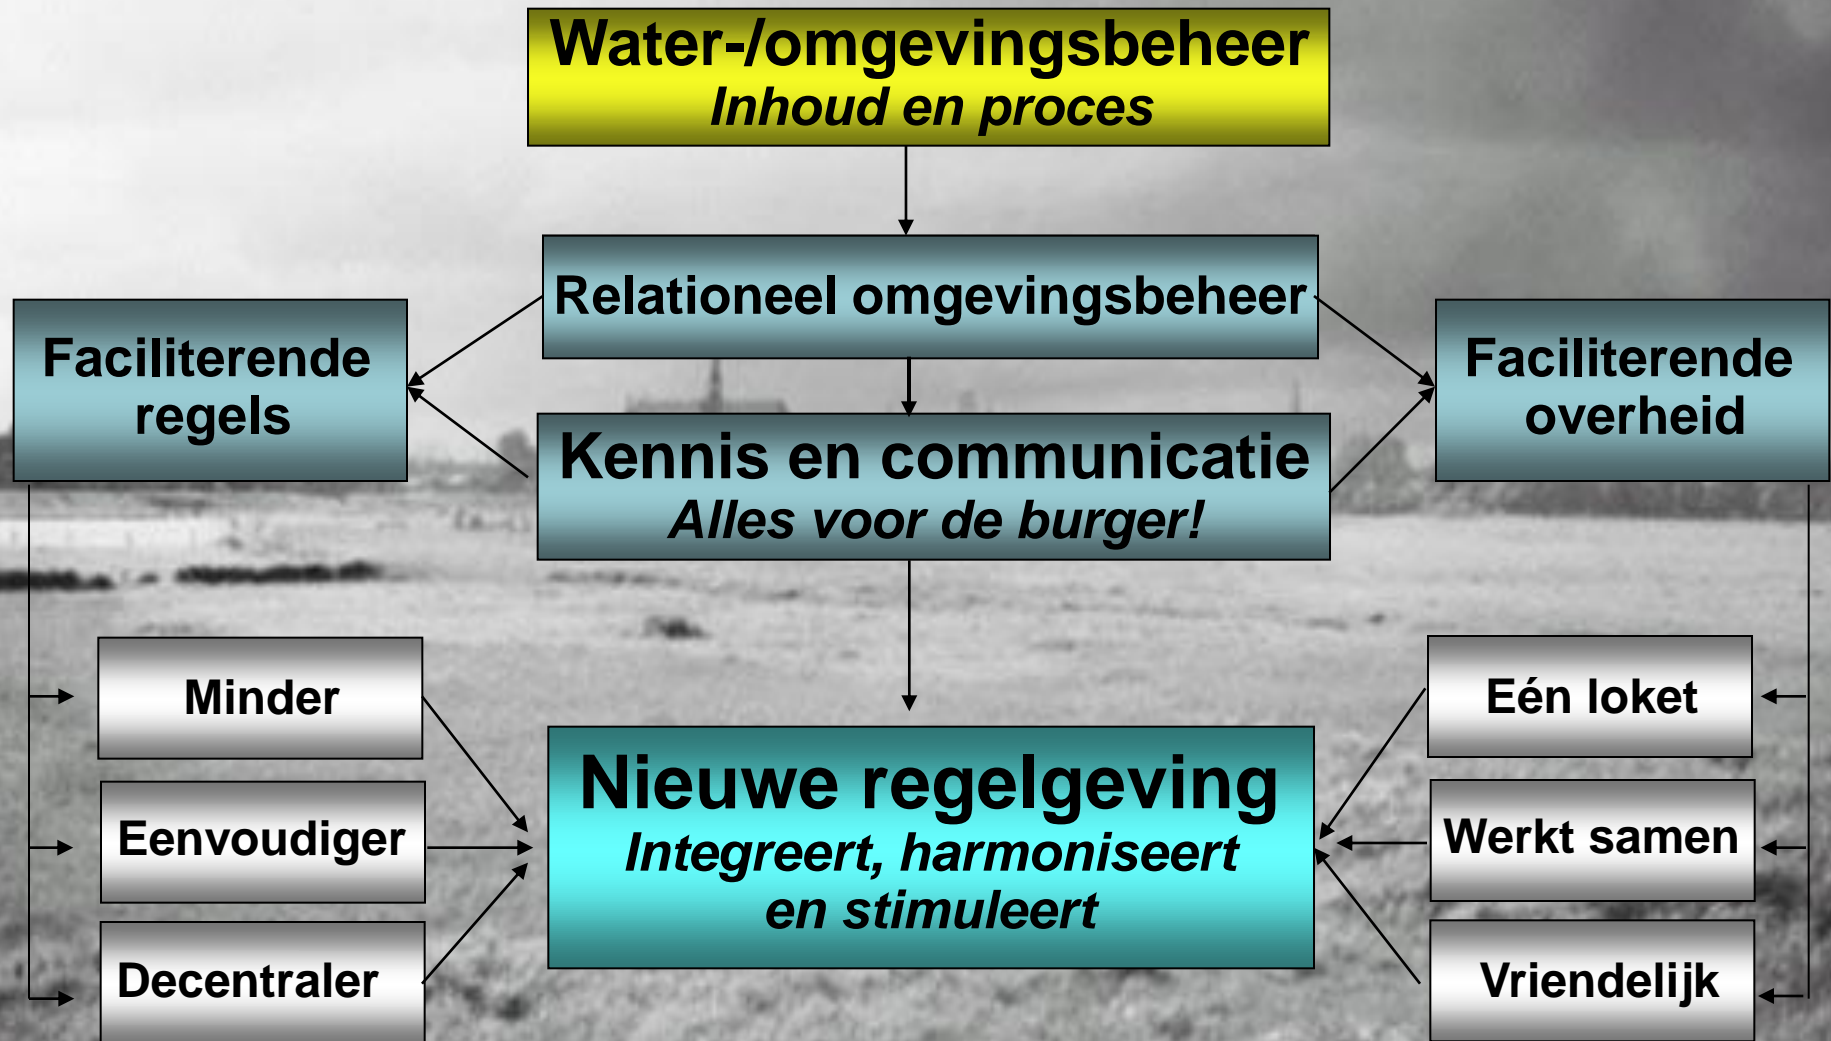 Water-/omgevingsbeheer
Inhoud en proces
Relationeel omgevingsbeheer
Faciliterende
regels
Faciliterende
overheid
Kennis en communicatie
Alles voor de burger!
Minder
Eenvoudiger
Decentraler
Nieuwe regelgeving
Integreert, harmoniseert
en stimuleert
Eén loket
Werkt samen
Vriendelijk